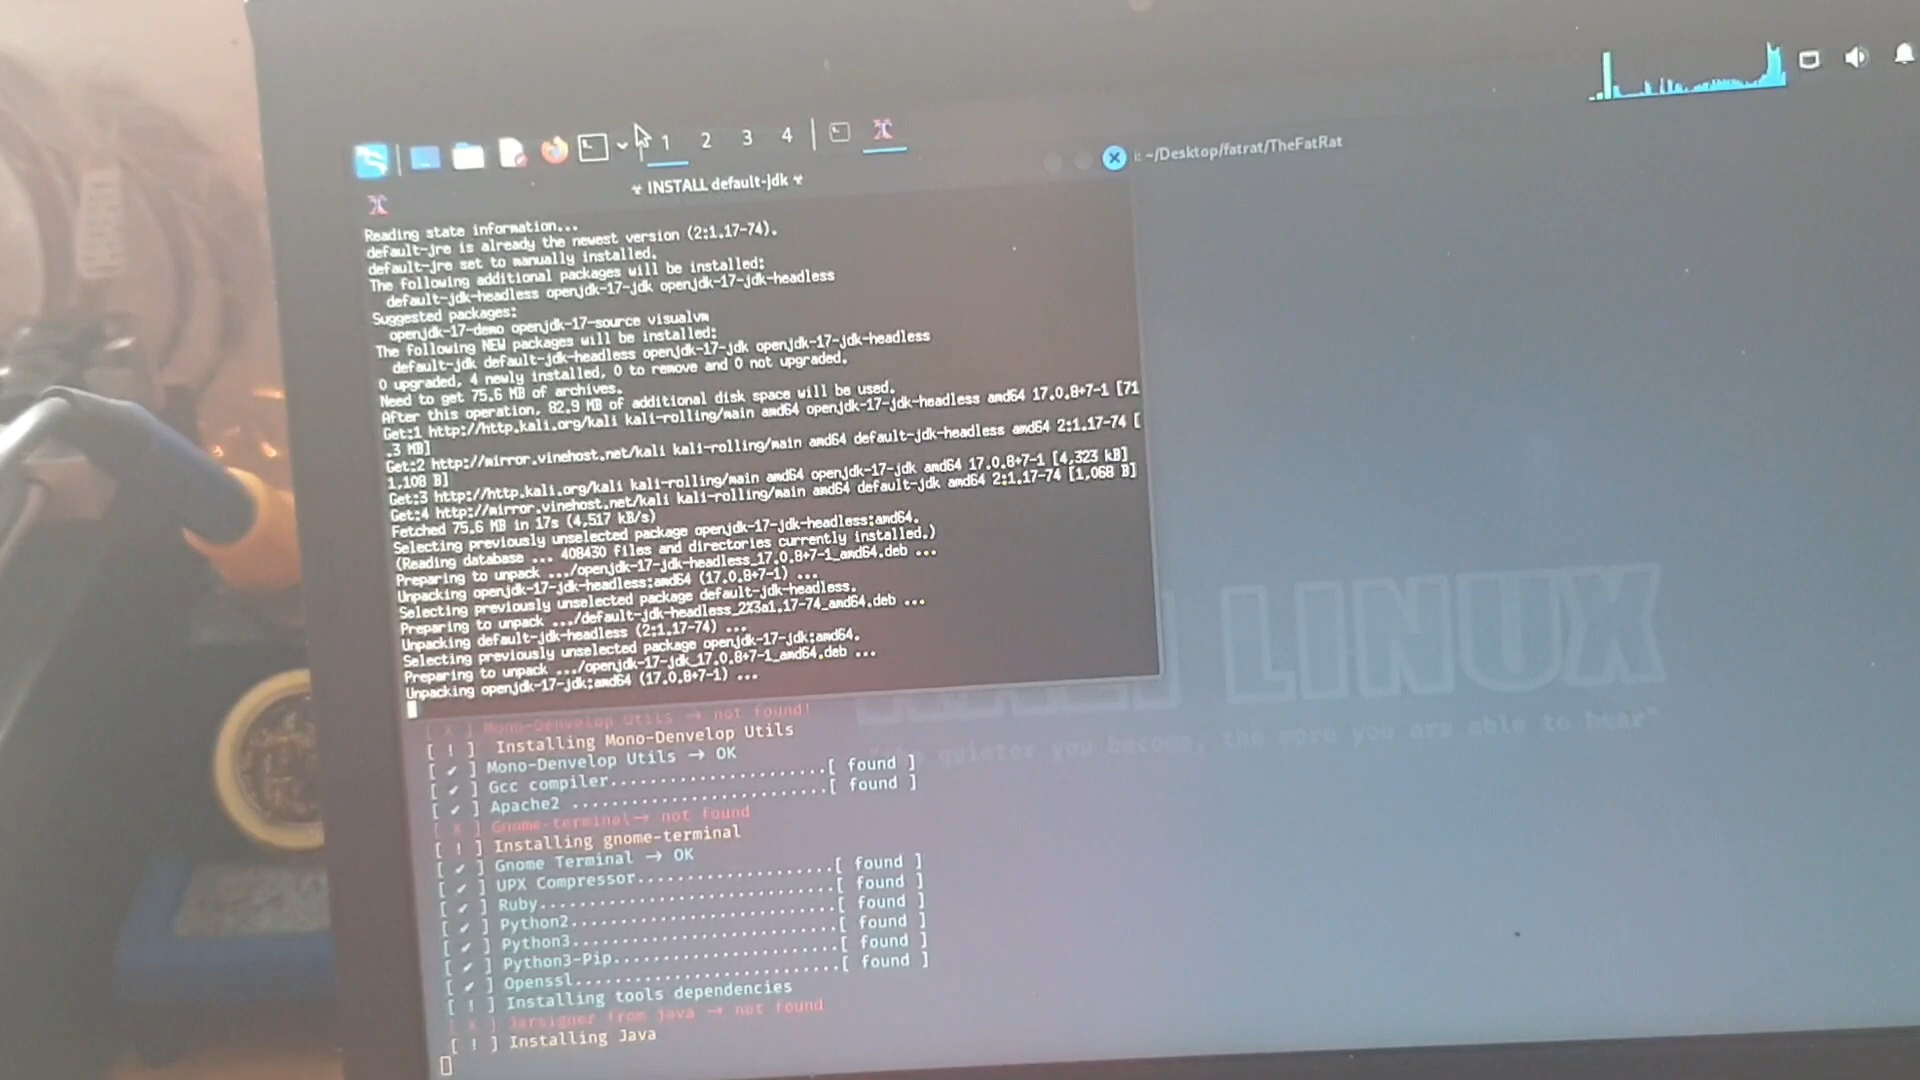 1 2 3 4
: ~/Desktop/fatrat/TheFatRat
INSTALL default-jdk
Reading state information...
default-jre is already the newest version (2:1.17-74).
default-jre set to manually installed.
The following additional packages will be installed:
default-jdk-headless openjdk-17-jdk openjdk-17-jdk-headless
Suggested packages:
openjdk-17-demo openjdk-17-source visualvm
The following NEW packages will be installed:
default-jdk default-jdk-headless openjdk-17-jdk openjdk-17-jdk-headless
0 upgraded, 4 newly installed, 0 to remove and 0 not upgraded.
Need to get 75.6 MB of archives.
After this operation, 82.9 MB of additional disk space will be used.
Get:1 http://http.kali.org/kali kali-rolling/main amd64 openjdk-17-jdk-headless amd64 17.0.8+7-1 [71
.3 MB]
Get:2 http://mirror.vinehost.net/kali kali-rolling/main amd64 default-jdk-headless amd64 2:1.17-74 [
1,108 B]
Get:3 http://http.kali.org/kali kali-rolling/main amd64 openjdk-17-jdk amd64 17.0.8+7-1 [4,323 kB]
Get:4 http://mirror.vinehost.net/kali kali-rolling/main amd64 default-jdk amd64 2:1.17-74 [1,068 B]
Fetched 75.6 MB in 17s (4,517 kB/s)
Selecting previously unselected package openjdk-17-jdk-headless:amd64.
(Reading database ... 408430 files and directories currently installed.)
Preparing to unpack .../openjdk-17-jdk-headless_17.0.8+7-1_amd64.deb ...
Unpacking openjdk-17-jdk-headless:amd64 (17.0.8+7-1) ...
Selecting previously unselected package default-jdk-headless.
Preparing to unpack .../default-jdk-headless_2%3a1.17-74_amd64.deb ...
Unpacking default-jdk-headless (2:1.17-74) ...
Selecting previously unselected package openjdk-17-jdk:amd64.
Preparing to unpack .../openjdk-17-jdk_17.0.8+7-1_amd64.deb ...
Unpacking openjdk-17-jdk:amd64 (17.0.8+7-1) ...
LINUX
quieter you become, the more you are able to hear"
[ X ] Mono-Denvelop Utils → not found!
[ ! ] Installing Mono-Denvelop Utils
[ ✔ ] Mono-Denvelop Utils → OK
[ ✔ ] Gcc compiler.......................[ found ]
[ ✔ ] Apache2 ...........................[ found ]
[ X ] Gnome-terminal→ not found
[ ! ] Installing gnome-terminal
[ ✔ ] Gnome Terminal → OK
[ ✔ ] UPX Compressor.....................[ found ]
[ ✔ ] Ruby...............................[ found ]
[ ✔ ] Python2............................[ found ]
[ ✔ ] Python3............................[ found ]
[ ✔ ] Python3-Pip........................[ found ]
[ ✔ ] Openssl............................[ found ]
[ ! ] Installing tools dependencies
[ X ] Jarsigner from java → not found
[ ! ] Installing Java